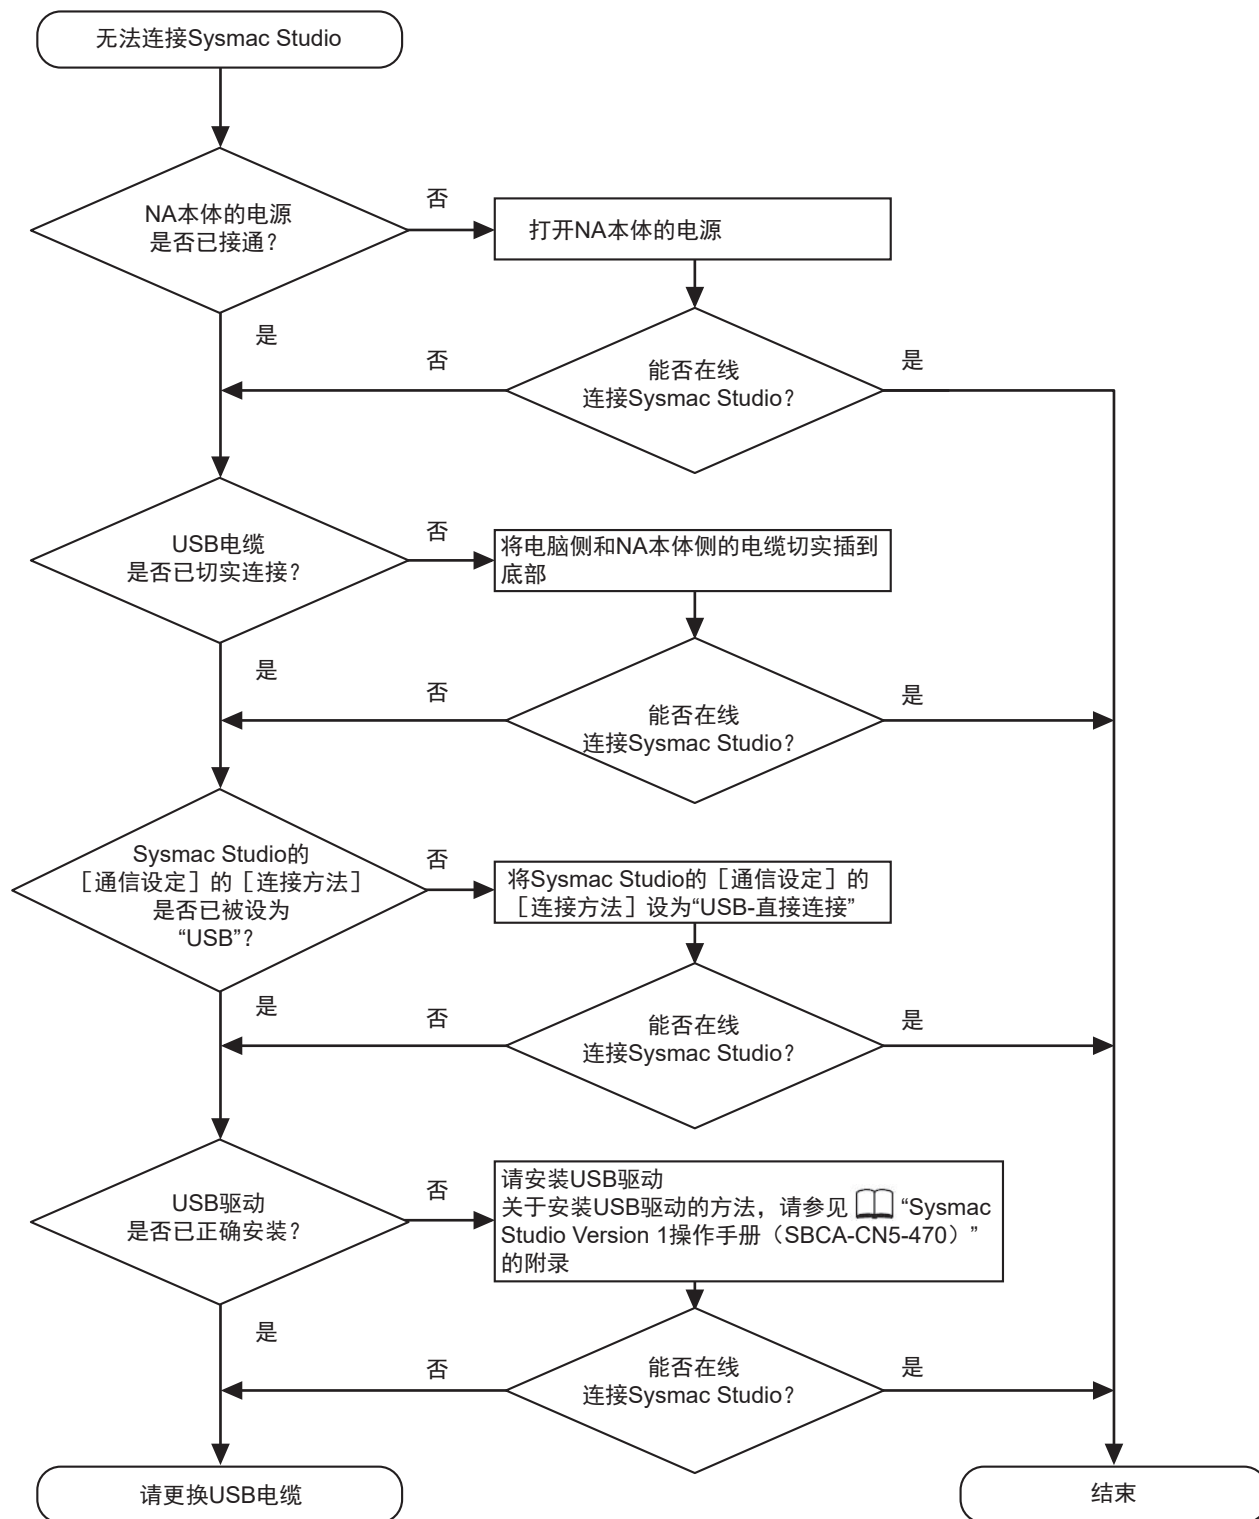 无法连接Sysmac Studio
NA本体的电源
是否已接通？
否
打开NA本体的电源
是
否
能否在线
连接Sysmac Studio？
是
USB电缆
是否已切实连接？
否
将电脑侧和NA本体侧的电缆切实插到
底部
是
否
能否在线
连接Sysmac Studio？
是
Sysmac Studio的
［通信设定］的［连接方法］
是否已被设为
“USB”？
否
将Sysmac Studio的［通信设定］的
［连接方法］设为“USB-直接连接”
是
否
能否在线
连接Sysmac Studio？
是
USB驱动
是否已正确安装？
否
请安装USB驱动
关于安装USB驱动的方法，请参见 “Sysmac
Studio Version 1操作手册（SBCA-CN5-470）”
的附录
是
否
能否在线
连接Sysmac Studio？
是
请更换USB电缆
结束